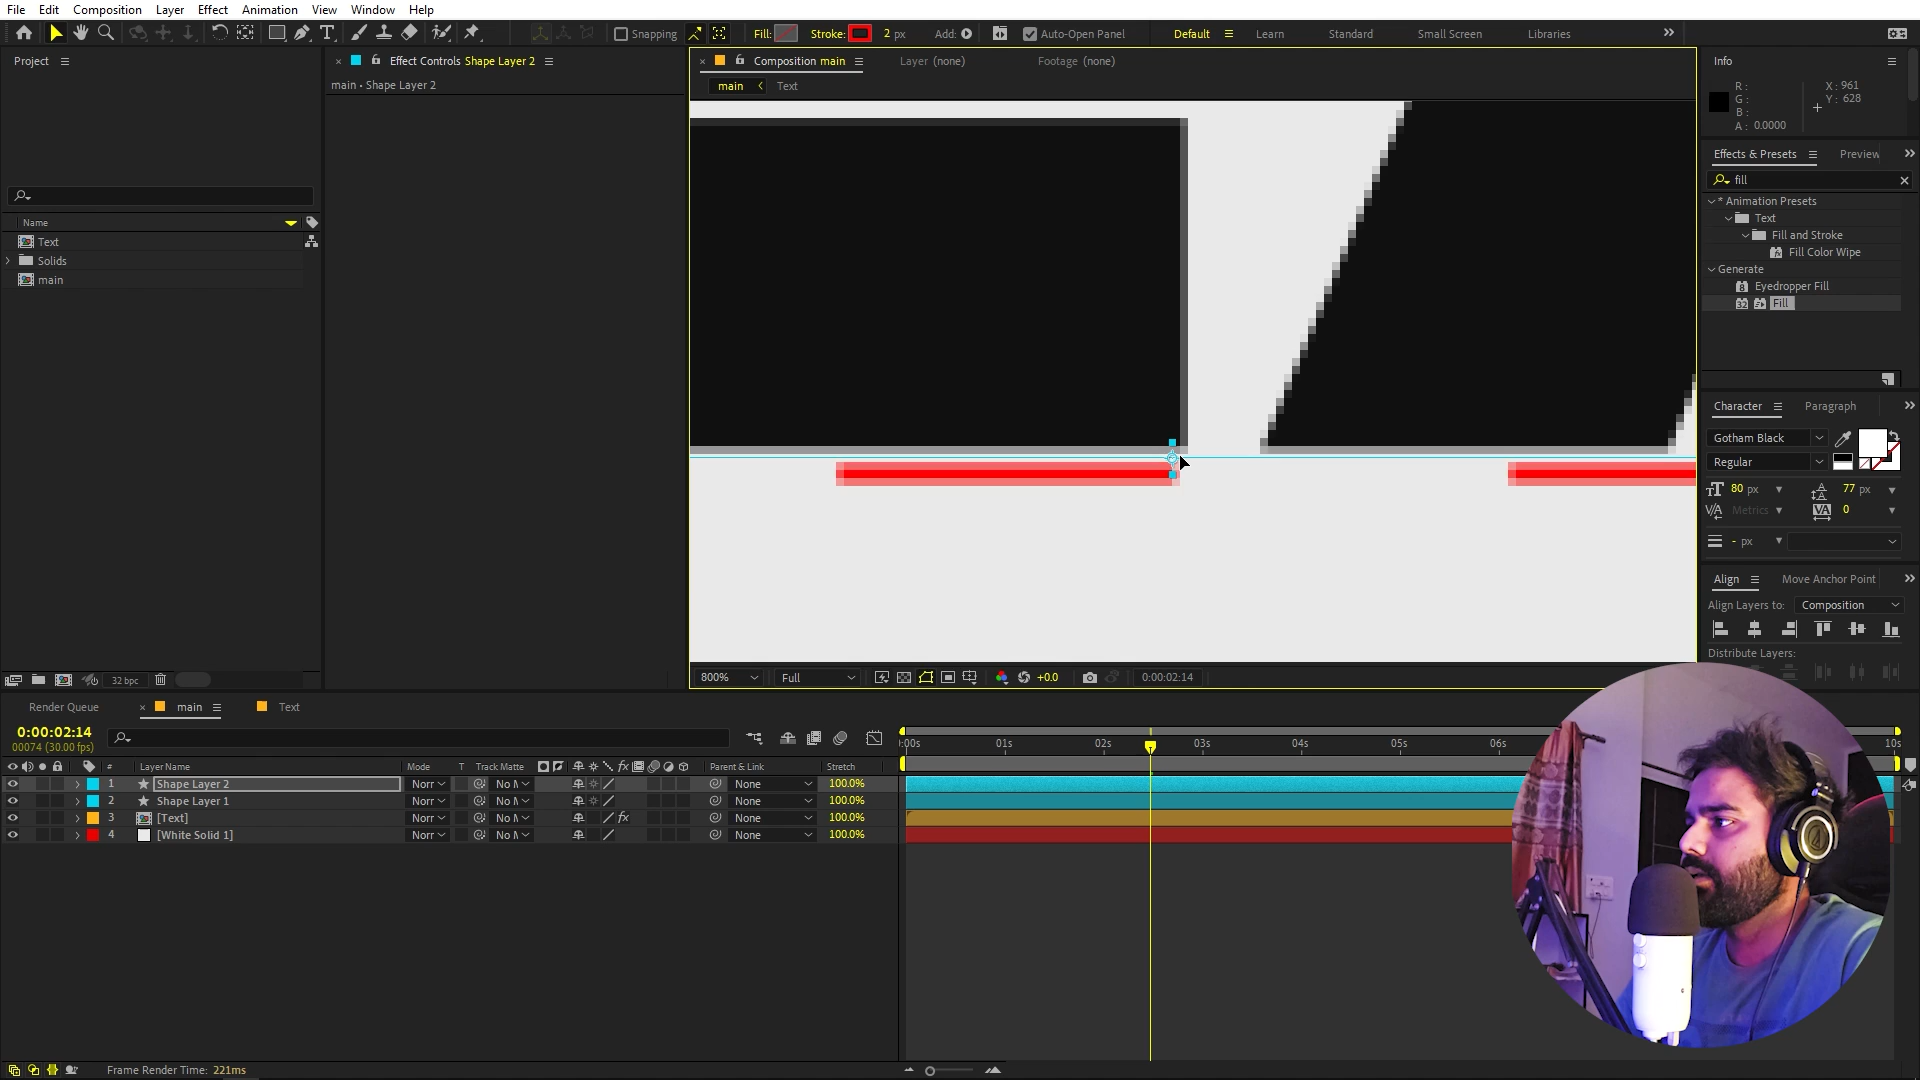 File Edit Composition Layer Effect Animation View Window Help
Snapping Fill: Stroke: 2 px Add: Auto-Open Panel Default Learn Standard Small Screen Libraries
Project
Effect Controls Shape Layer 2
main • Shape Layer 2
Composition main Layer (none) Footage (none)
main Text
Info
R:
G:
B:
A: 0.0000
X: 961
Y: 628
Effects & Presets Preview
fill
* Animation Presets
Text
Fill and Stroke
Fill Color Wipe
Generate
Eyedropper Fill
Fill
Name
Text
Solids
main
Character Paragraph
Gotham Black
Regular
80 px 77 px
Metrics 0
- px
Align Move Anchor Point
Align Layers to: Composition
Distribute Layers:
32 bpc
800% Full +0.0 0:00:02:14
Render Queue main Text
0:00:02:14
00074 (30.00 fps)
:00s 01s 02s 03s 04s 05s 06s 10s
# Layer Name Mode T Track Matte Parent & Link Stretch
1 Shape Layer 2 Norr No M None 100.0%
2 Shape Layer 1 Norr No M None 100.0%
3 [Text] Norr No M None 100.0%
4 [White Solid 1] Norr No M None 100.0%
Frame Render Time: 221ms